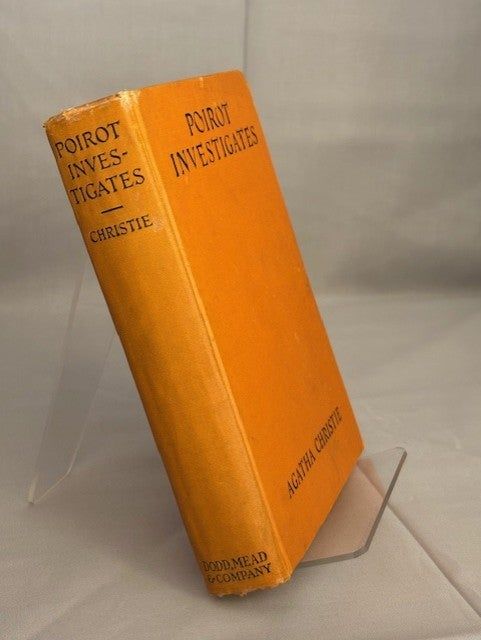 POIROT
INVES-
TIGATES
CHRISTIE
DODD, MEAD
& COMPANY
POIROT
INVESTIGATES
AGATHA CHRISTIE